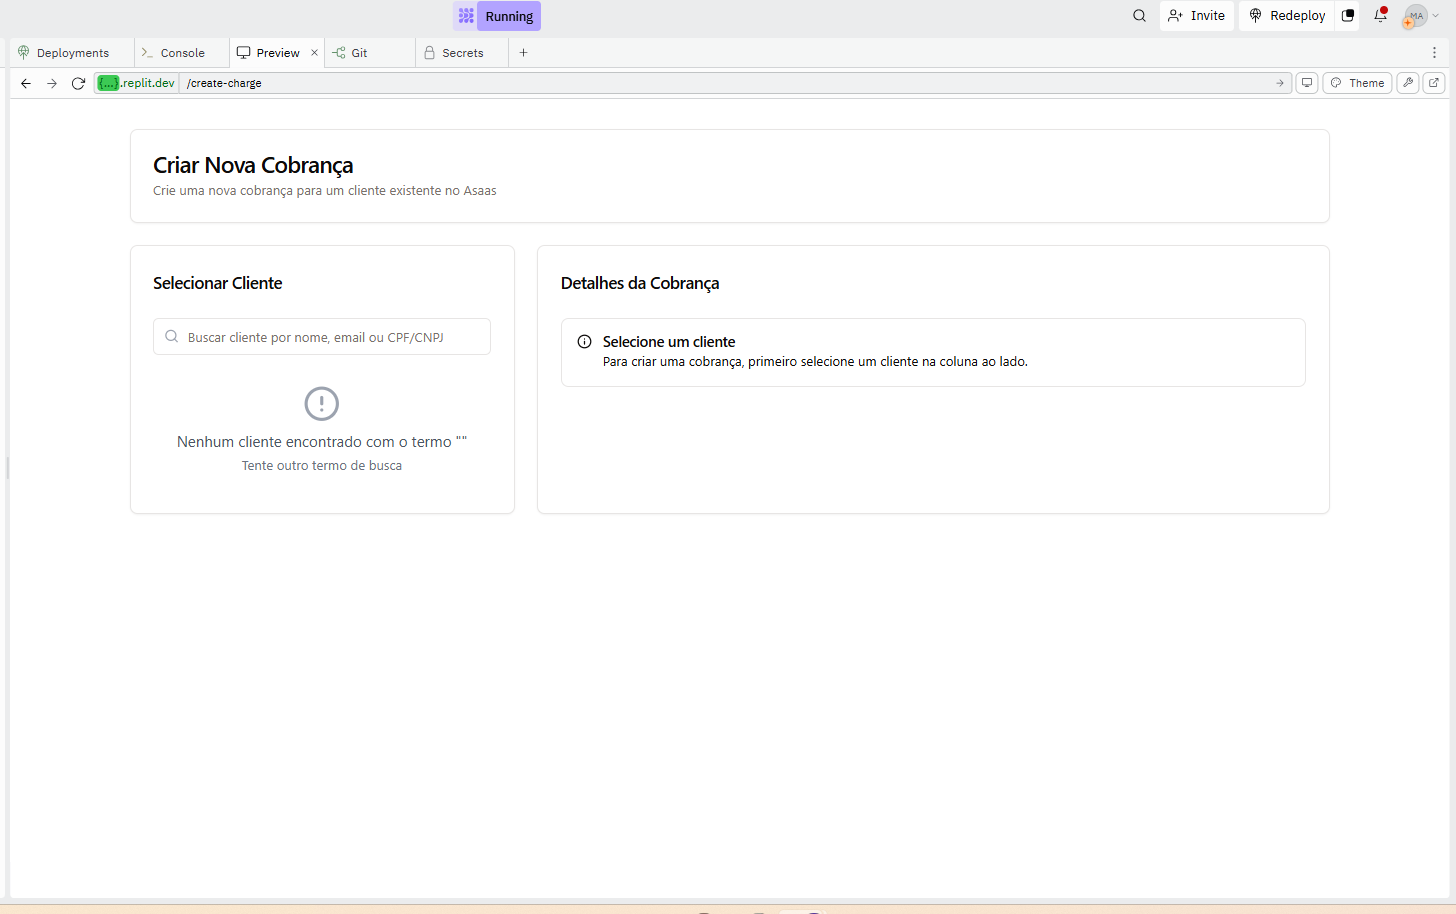 Running
Invite
Redeploy
MA
Deployments
Console
Preview
Git
Secrets
{...}.replit.dev /create-charge
Theme
Criar Nova Cobrança
Crie uma nova cobrança para um cliente existente no Asaas
Selecionar Cliente
Buscar cliente por nome, email ou CPF/CNPJ
Nenhum cliente encontrado com o termo ""
Tente outro termo de busca
Detalhes da Cobrança
Selecione um cliente
Para criar uma cobrança, primeiro selecione um cliente na coluna ao lado.